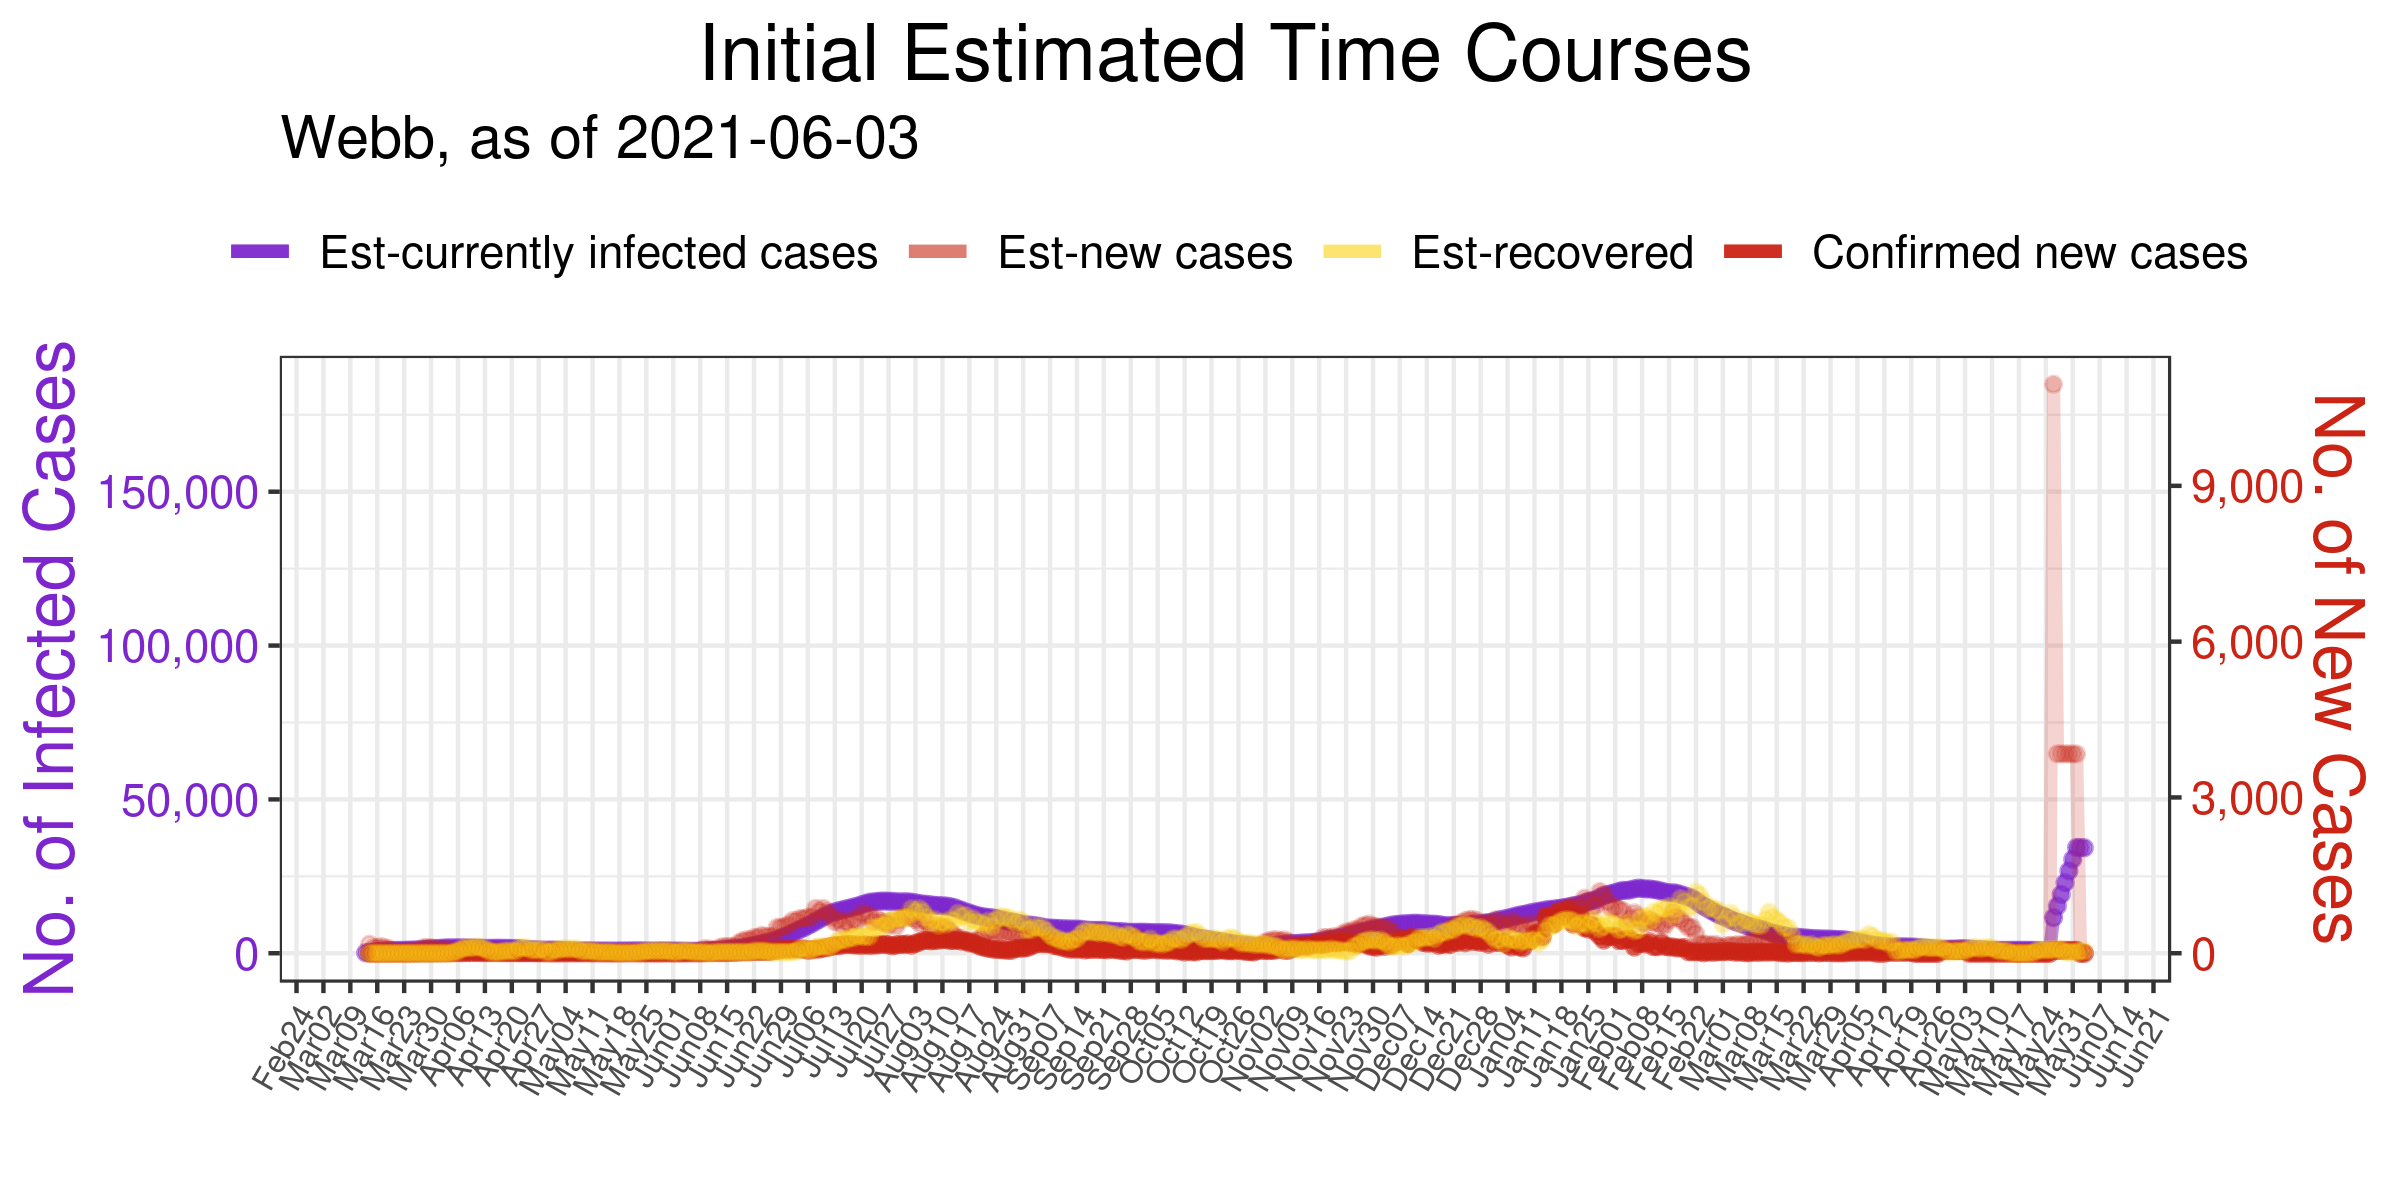 Initial Estimated Time Courses
Webb, as of 2021-06-03
Est-currently infected cases Est-new cases Est-recovered Confirmed new cases
No. of Infected Cases
150,000
100,000
50,000
0
9,000
6,000
3,000
0
No. of New Cases
Feb24 Mar02 Mar09 Mar16 Mar23 Mar30 Apr06 Apr13 Apr20 Apr27 May04 May11 May18 May25 Jun01 Jun08 Jun15 Jun22 Jun29 Jul06 Jul13 Jul20 Jul27 Aug03 Aug10 Aug17 Aug24 Aug31 Sep07 Sep14 Sep21 Sep28 Oct05 Oct12 Oct19 Oct26 Nov02 Nov09 Nov16 Nov23 Nov30 Dec07 Dec14 Dec21 Dec28 Jan04 Jan11 Jan18 Jan25 Feb01 Feb08 Feb15 Feb22 Mar01 Mar08 Mar15 Mar22 Mar29 Apr05 Apr12 Apr19 Apr26 May03 May10 May17 May24 May31 Jun07 Jun14 Jun21